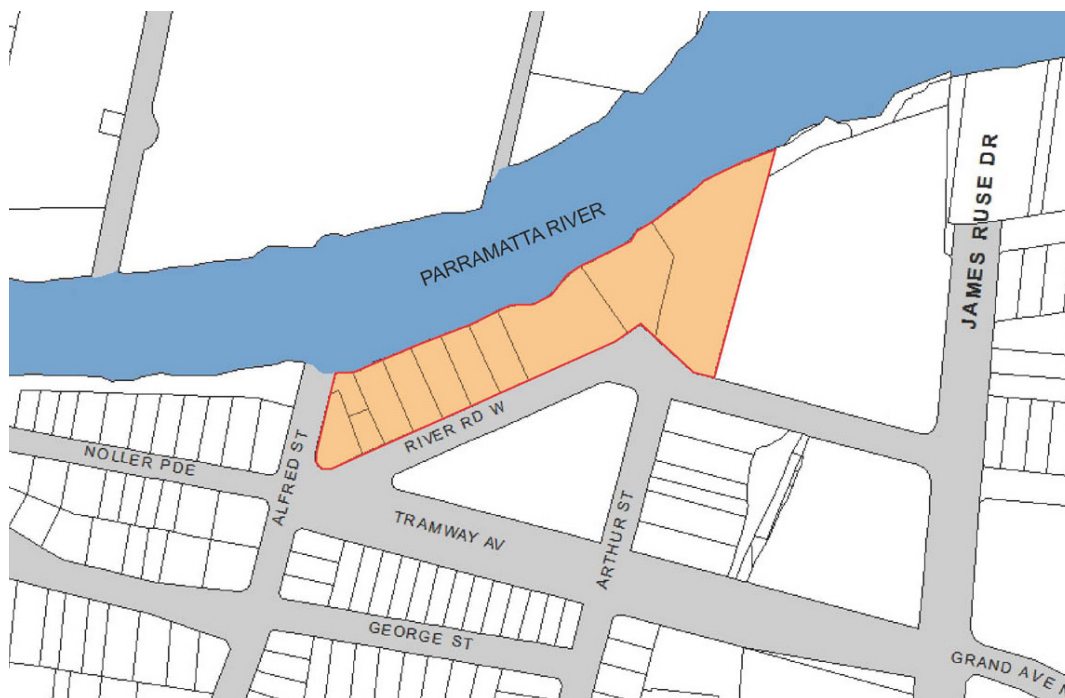 JAMES RUSE DR
PARRAMATTA RIVER
RIVER RD W
NOLLER PDE
ALFRED ST
TRAMWAY AV
ARTHUR ST
GEORGE ST
GRAND AVE